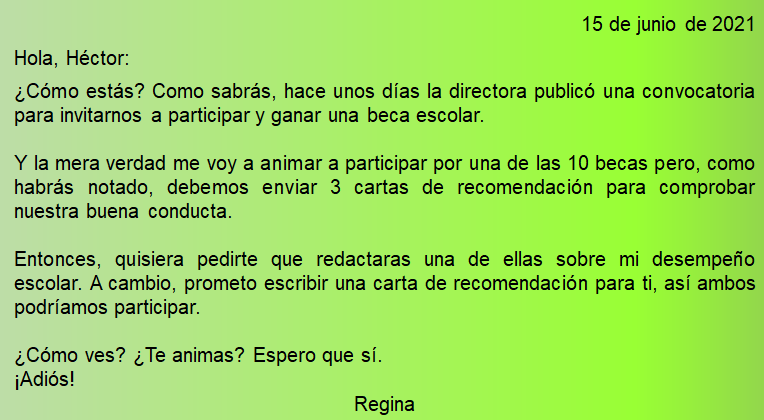 15 de junio de 2021
Hola, Héctor:
¿Cómo estás? Como sabrás, hace unos días la directora publicó una convocatoria
para invitarnos a participar y ganar una beca escolar.
Y la mera verdad me voy a animar a participar por una de las 10 becas pero, como
habrás notado, debemos enviar 3 cartas de recomendación para comprobar
nuestra buena conducta.
Entonces, quisiera pedirte que redactaras una de ellas sobre mi desempeño
escolar. A cambio, prometo escribir una carta de recomendación para ti, así ambos
podríamos participar.
¿Cómo ves? ¿Te animas? Espero que sí.
¡Adiós!
Regina